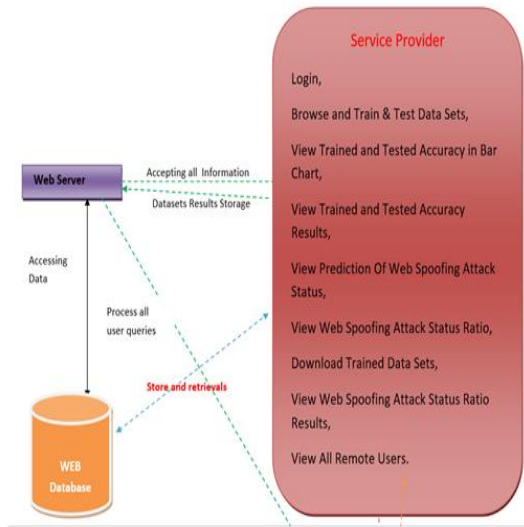 Service Provider
Login,
Browse and Train & Test Data Sets,
View Trained and Tested Accuracy in Bar
Chart,
View Trained and Tested Accuracy
Results,
View Prediction Of Web Spoofing Attack
Status,
View Web Spoofing Attack Status Ratio,
Download Trained Data Sets,
View Web Spoofing Attack Status Ratio
Results,
View All Remote Users.
Web Server
Accepting all Information
Datasets Results Storage
Accessing
Data
Process all
user queries
Store and retrievals
WEB
Database